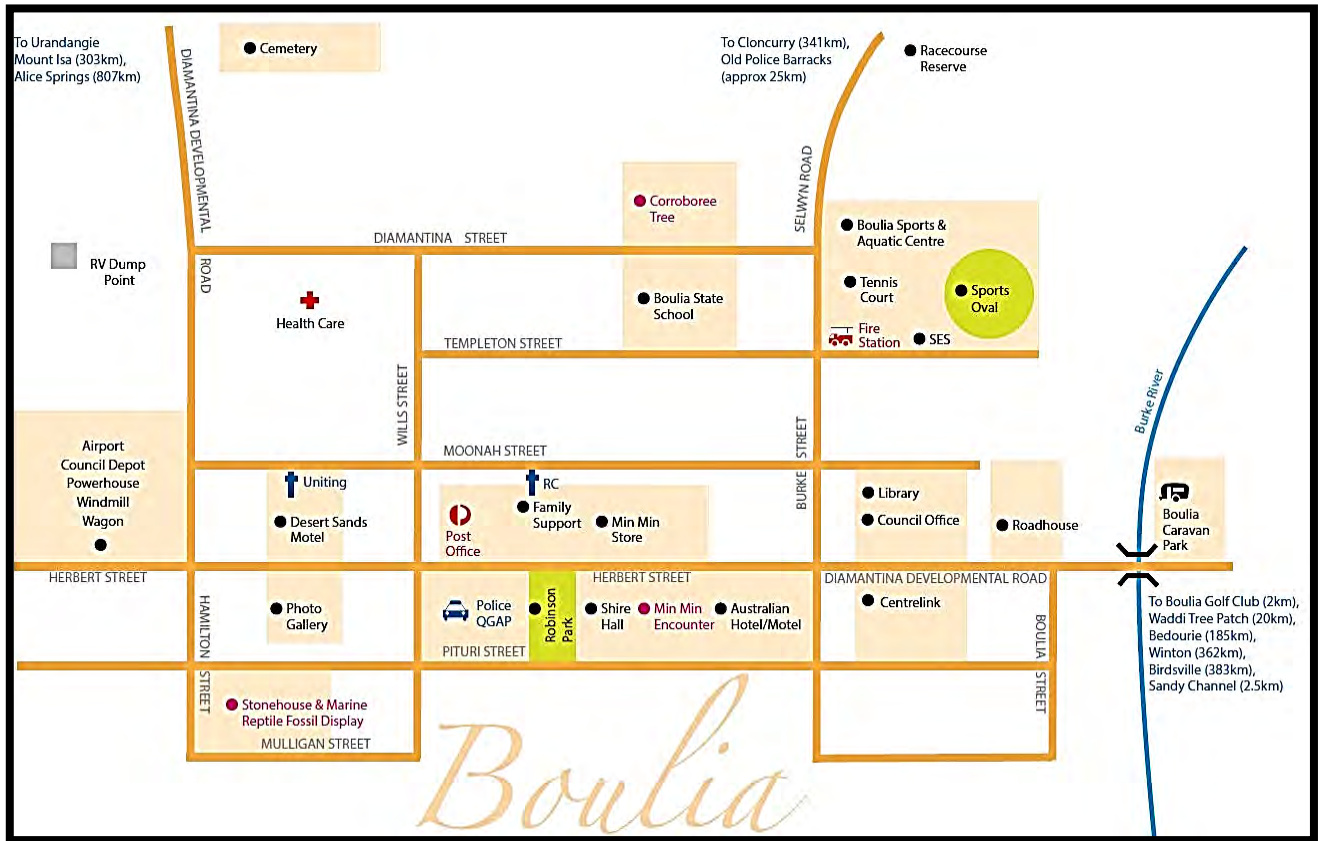 To Urandangie
Mount Isa (303km),
Alice Springs (807km)
DIAMANTINA DEVELOPMENTAL
ROAD
Cemetery
To Cloncurry (341km),
Old Police Barracks
(approx 25km)
Racecourse
Reserve
SELWYN ROAD
Corroboree
Tree
DIAMANTINA STREET
Boulia Sports &
Aquatic Centre
RV Dump
Point
Health Care
Boulia State
School
Tennis
Court
Sports
Oval
Fire
Station
SES
TEMPLETON STREET
WILLS STREET
Burke River
BURKE STREET
MOONAH STREET
Airport
Council Depot
Powerhouse
Windmill
Wagon
Uniting
Desert Sands
Motel
RC
Family
Support
Post
Office
Min Min
Store
Library
Council Office
Roadhouse
Boulia
Caravan
Park
HERBERT STREET
HERBERT STREET
DIAMANTINA DEVELOPMENTAL ROAD
HAMILTON STREET
Photo
Gallery
Police
QGAP
Robinson
Park
Shire
Hall
Min Min
Encounter
Australian
Hotel/Motel
Centrelink
BOULIA STREET
To Boulia Golf Club (2km),
Waddi Tree Patch (20km),
Bedourie (185km),
Winton (362km),
Birdsville (383km),
Sandy Channel (2.5km)
PITURI STREET
Stonehouse & Marine
Reptile Fossil Display
MULLIGAN STREET
Boulia